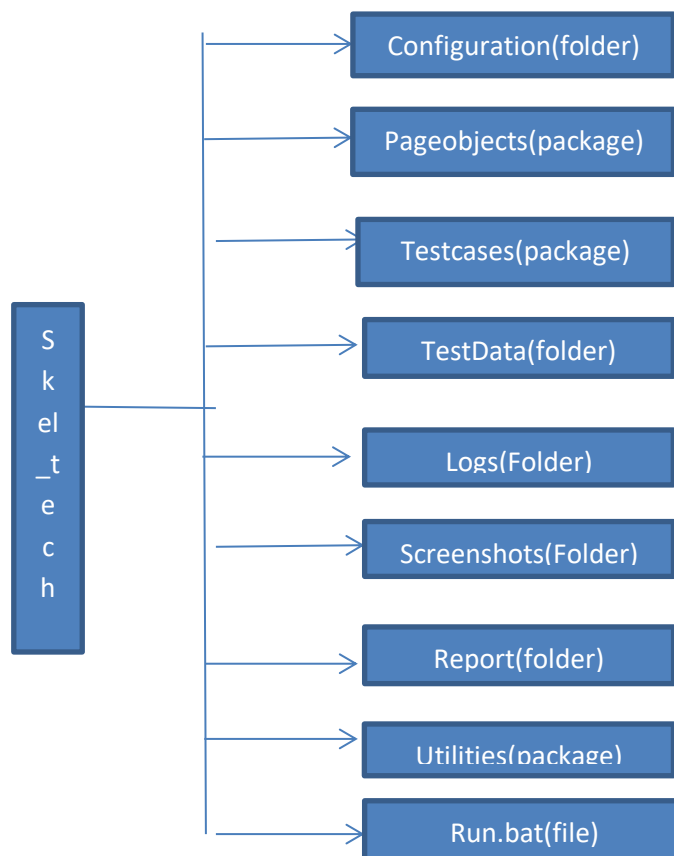 Configuration(folder)
Pageobjects(package)
Testcases(package)
S
k
el
_t
e
c
h
TestData(folder)
Logs(Folder)
Screenshots(Folder)
Report(folder)
Utilities(package)
Run.bat(file)